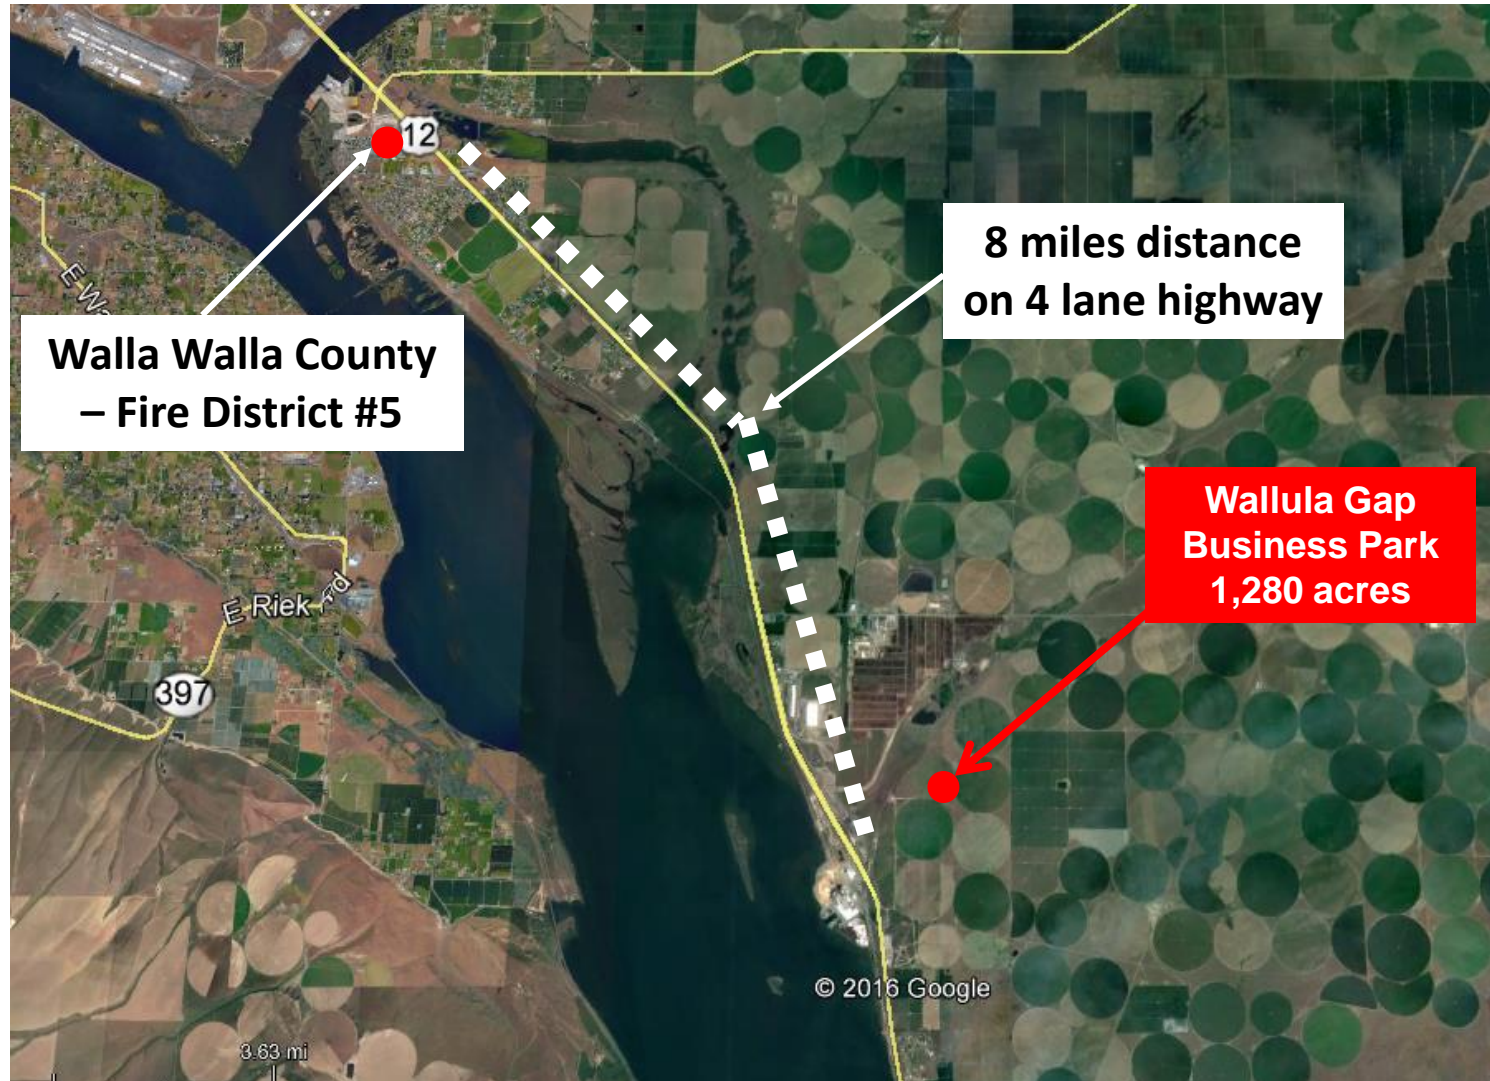 12
8 miles distance
on 4 lane highway
E Wa
Walla Walla County
– Fire District #5
Wallula Gap
Business Park
1,280 acres
E Riek Rd
397
© 2016 Google
3.63 mi